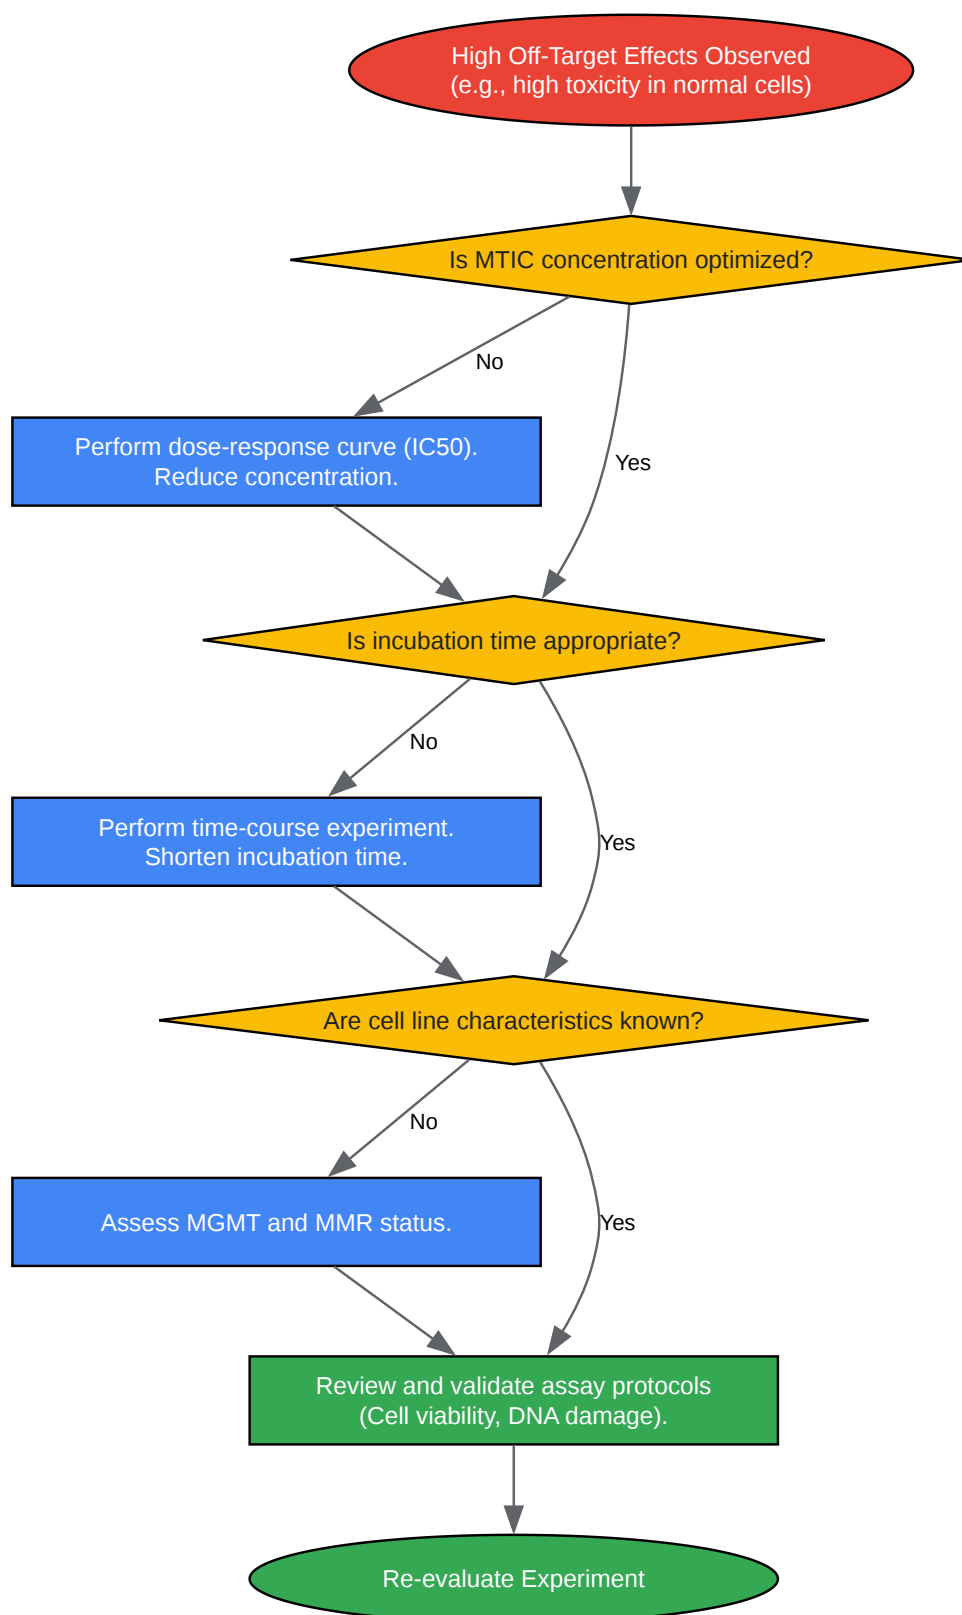 High Off-Target Effects Observed
(e.g., high toxicity in normal cells)
Is MTIC concentration optimized?
No
Perform dose-response curve (IC50).
Reduce concentration.
Yes
Is incubation time appropriate?
No
Perform time-course experiment.
Shorten incubation time.
Yes
Are cell line characteristics known?
No
Assess MGMT and MMR status.
Yes
Review and validate assay protocols
(Cell viability, DNA damage).
Re-evaluate Experiment